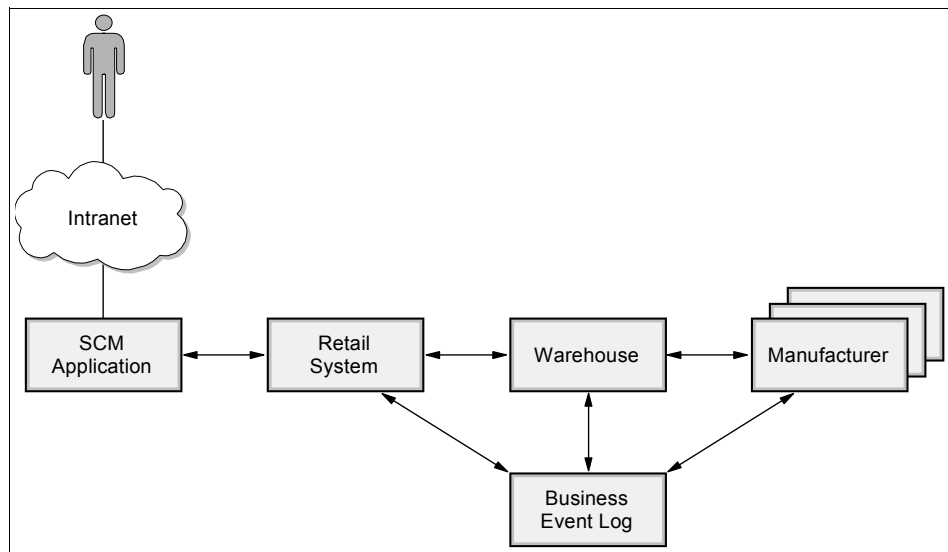 Intranet
SCM
Application
Retail
System
Warehouse
Manufacturer
Business
Event Log